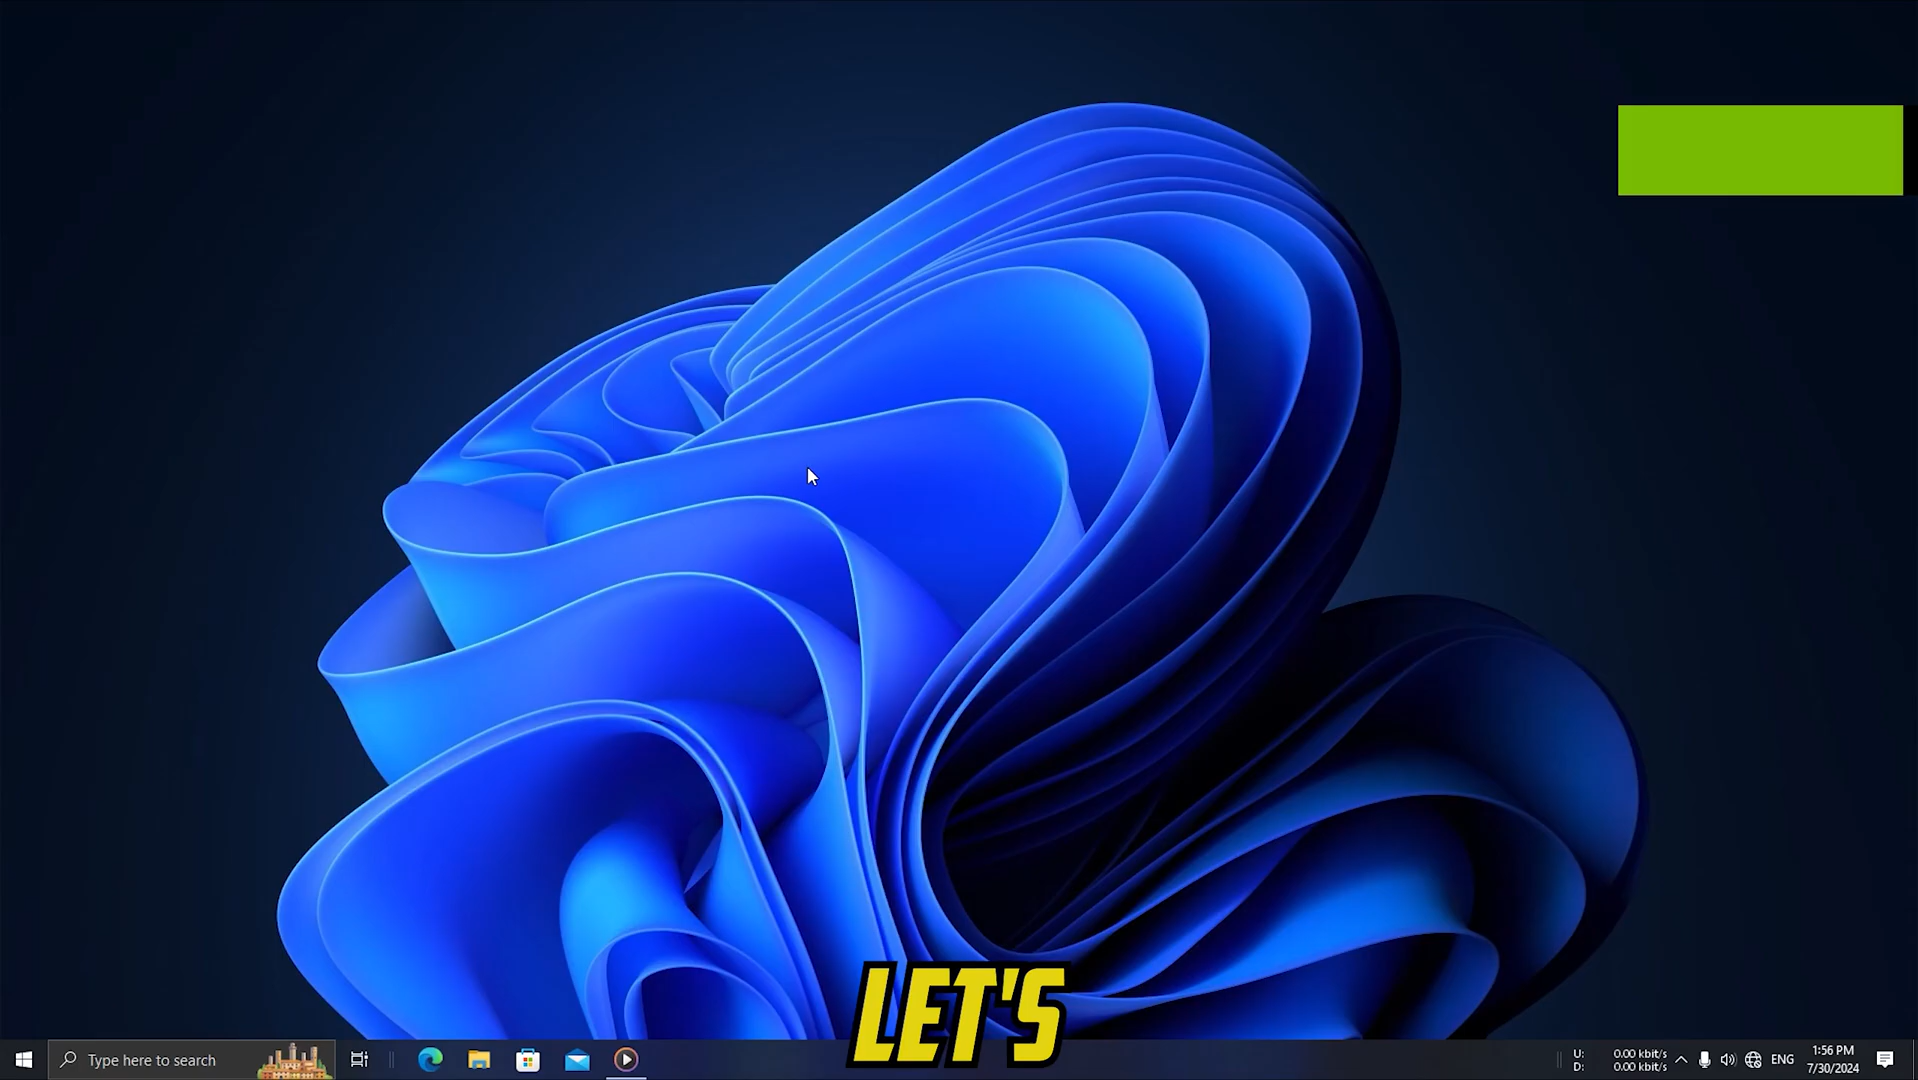 LET'S
Type here to search
U: 0.00 kbit/s
D: 0.00 kbit/s
ENG
1:56 PM
7/30/2024